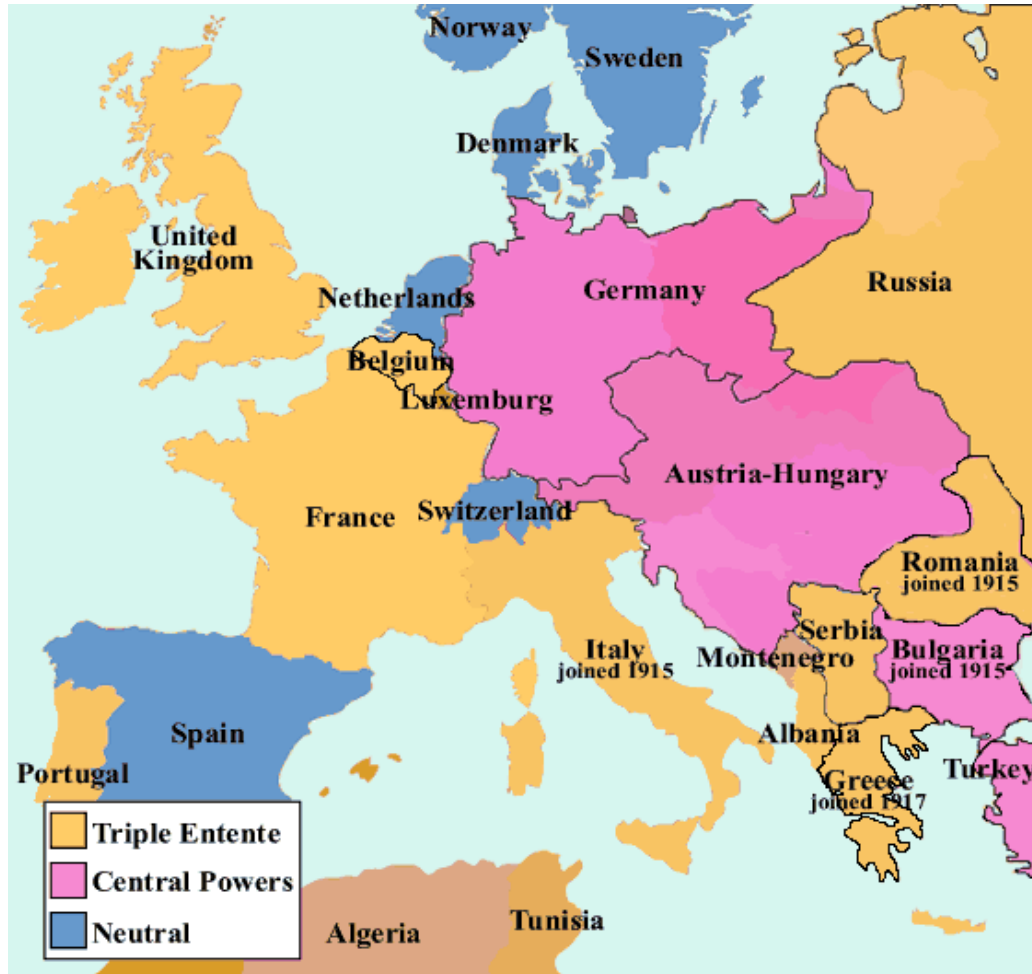 Norway
Sweden
Denmark
United
Kingdom
Netherlands
Germany
Russia
Belgium
Luxemburg
Austria-Hungary
France
Switzerland
Romania
joined 1915
Serbia
Italy
joined 1915
Montenegro
Bulgaria
joined 1915
Spain
Albania
Portugal
Greece
joined 1917
Turkey
Triple Entente
Central Powers
Neutral
Algeria
Tunisia